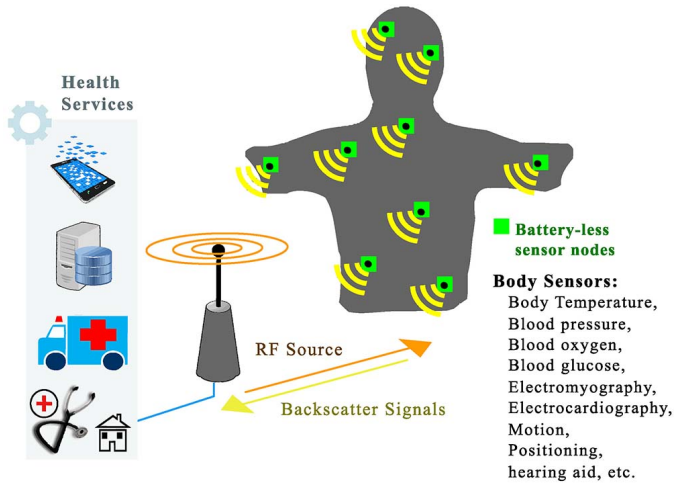 Health
Services
RF Source
Backscatter Signals
Battery-less
sensor nodes
Body Sensors:
Body Temperature,
Blood pressure,
Blood oxygen,
Blood glucose,
Electromyography,
Electrocardiography,
Motion,
Positioning,
hearing aid, etc.